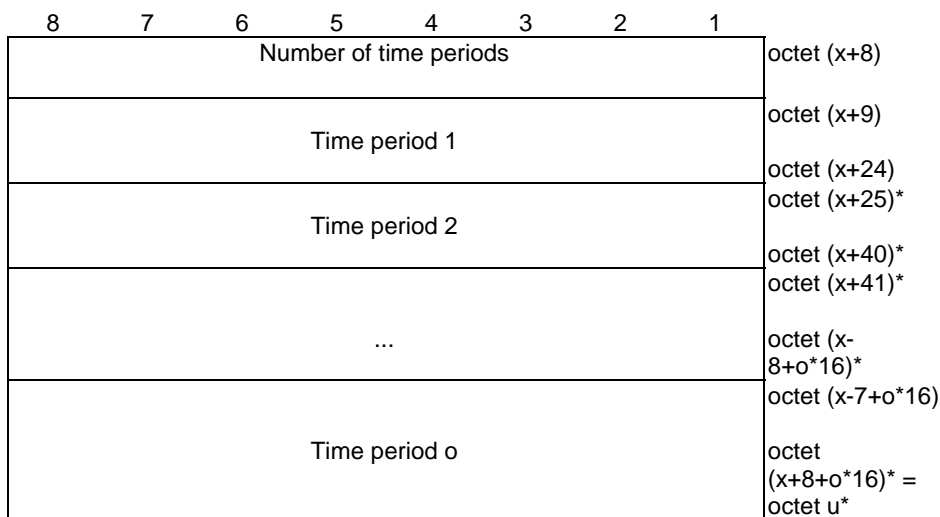 8 7 6 5 4 3 2 1
Number of time periods
octet (x+8)
octet (x+9)
Time period 1
octet (x+24)
octet (x+25)*
Time period 2
octet (x+40)*
octet (x+41)*
...
octet (x-
8+o*16)*
octet (x-7+o*16)
Time period o
octet
(x+8+o*16)* =
octet u*